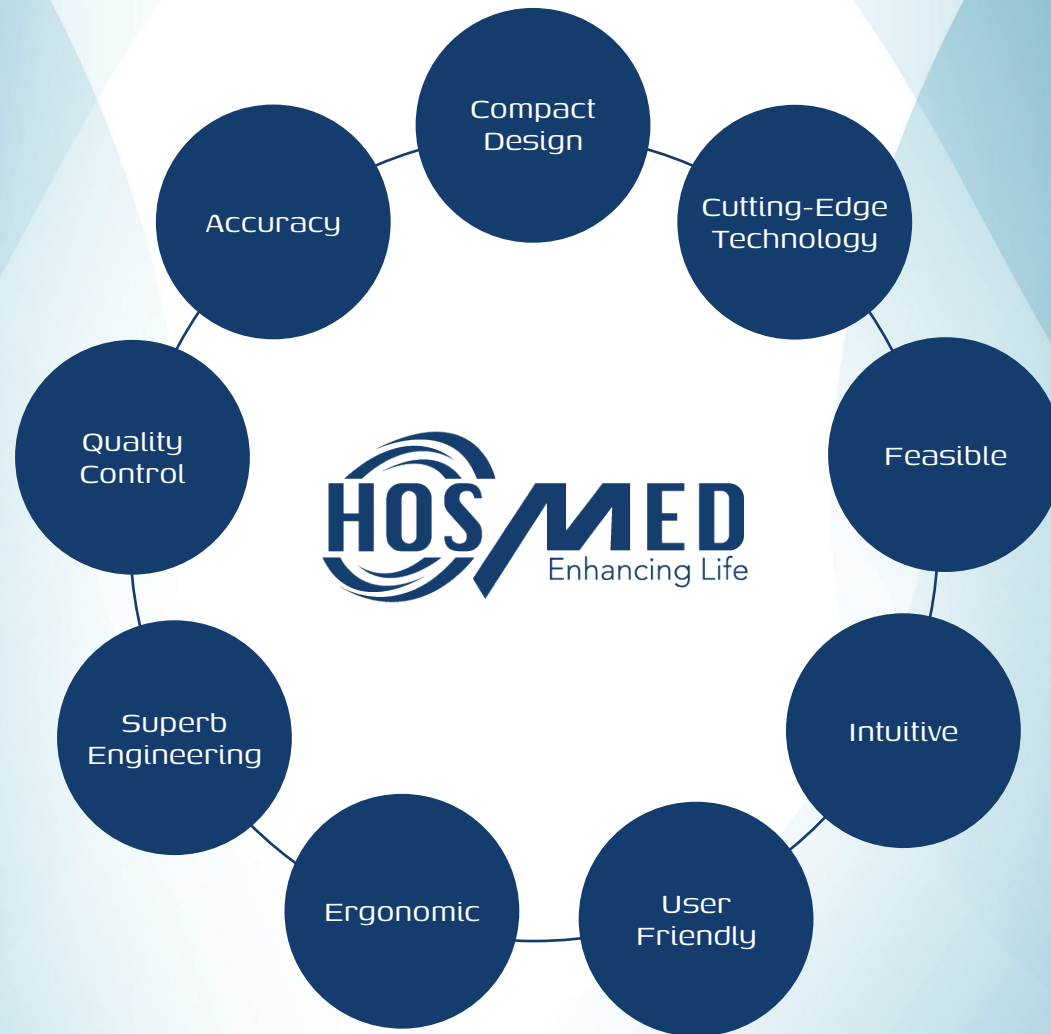 Compact
Design
Cutting-Edge
Technology
Feasible
Intuitive
User
Friendly
Ergonomic
Superb
Engineering
Quality
Control
Accuracy
HOSMED
Enhancing Life